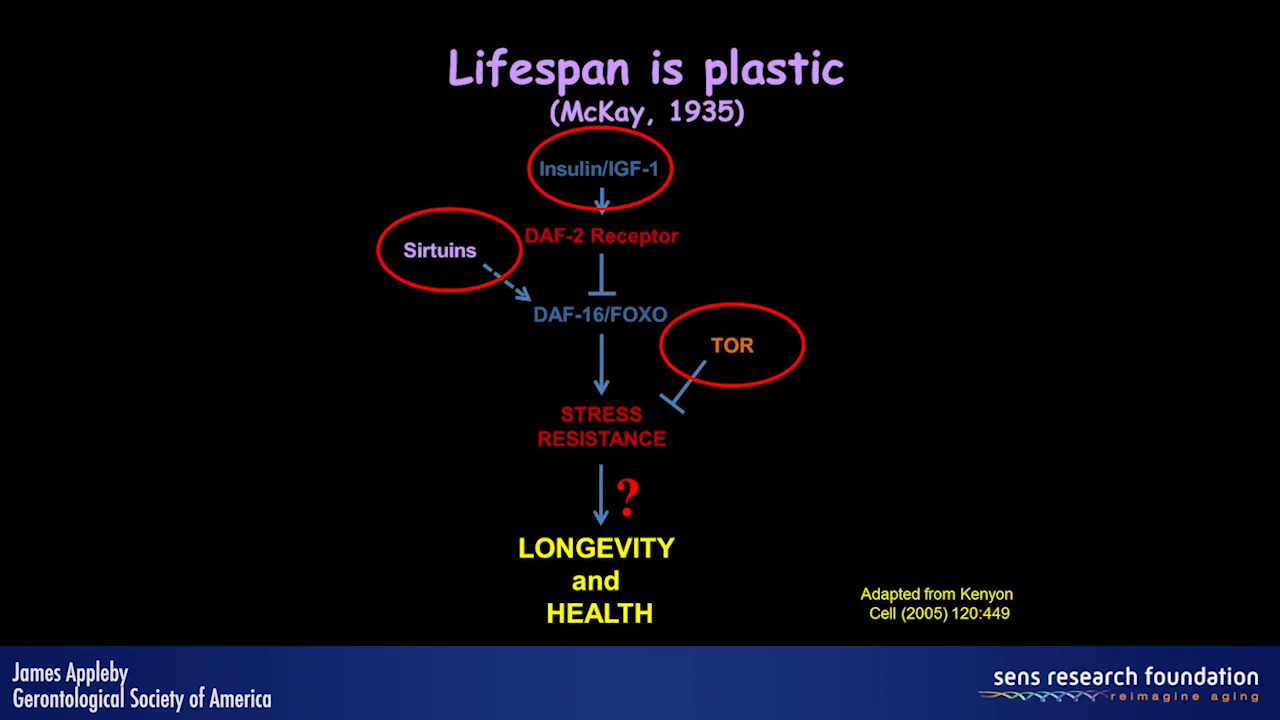 Lifespan is plastic
(McKay, 1935)
Insulin/IGF-1
DAF-2 Receptor
Sirtuins
DAF-16/FOXO
TOR
STRESS
RESISTANCE
?
LONGEVITY
and
HEALTH
Adapted from Kenyon
Cell (2005) 120:449
James Appleby
Gerontological Society of America
sens research foundation
reimagine aging